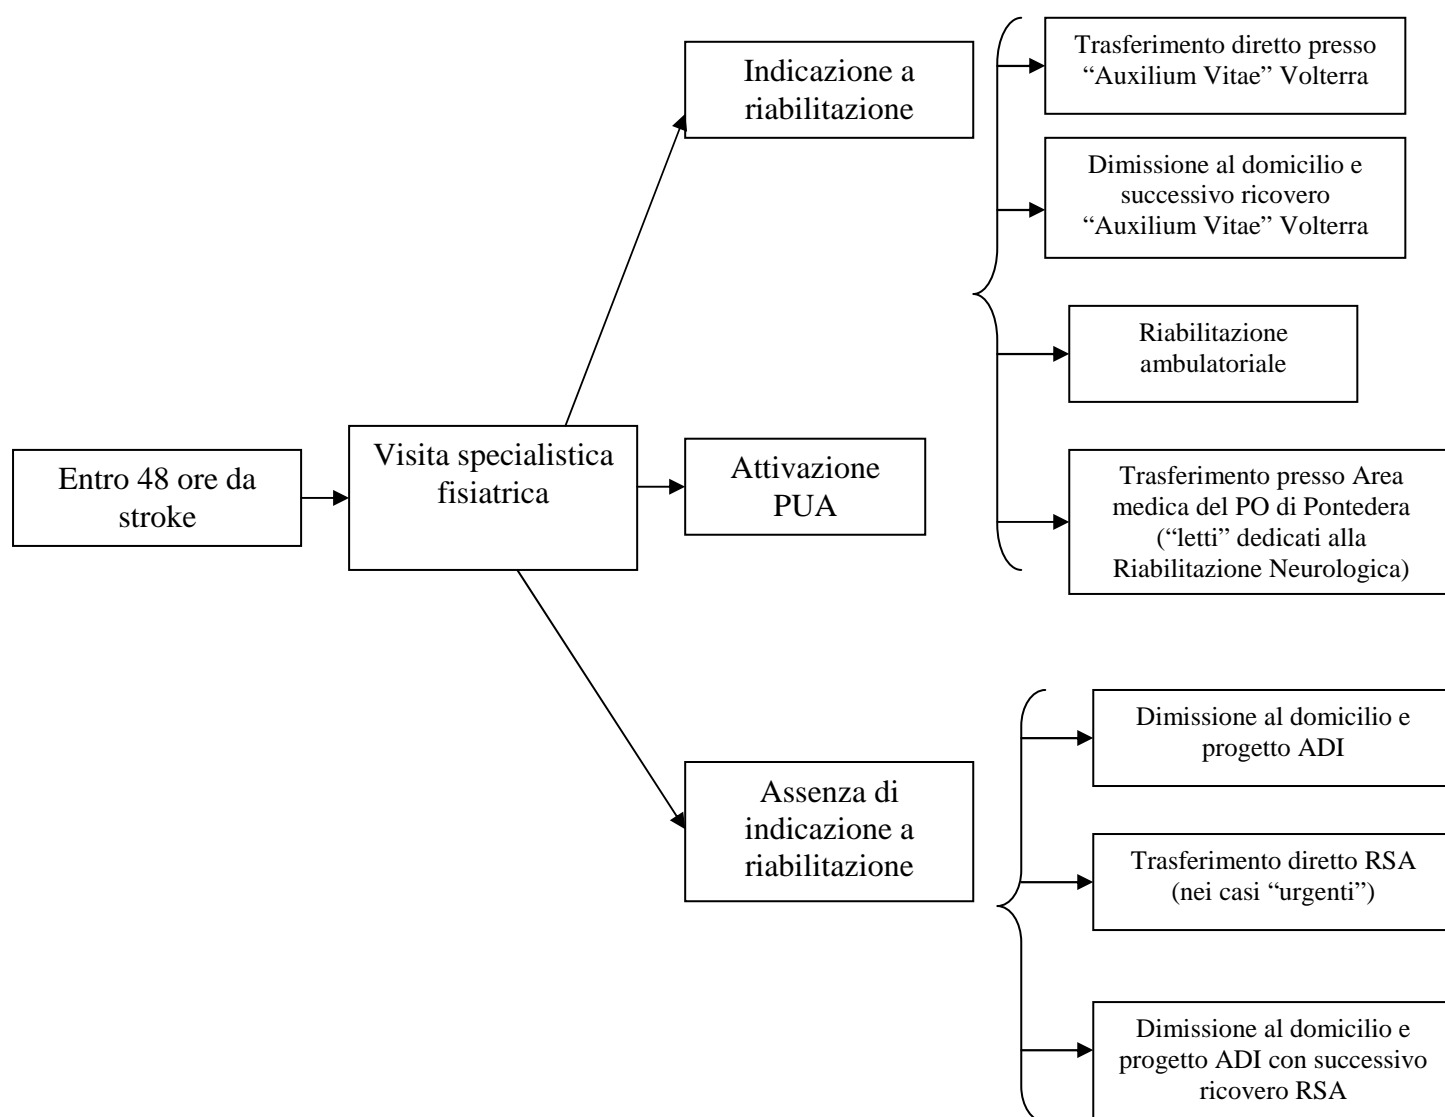 Entro 48 ore da
stroke
Visita specialistica
fisiatrica
Indicazione a
riabilitazione
Trasferimento diretto presso
“Auxilium Vitae” Volterra
Dimissione al domicilio e
successivo ricovero
“Auxilium Vitae” Volterra
Riabilitazione
ambulatoriale
Trasferimento presso Area
medica del PO di Pontedera
(“letti” dedicati alla
Riabilitazione Neurologica)
Attivazione
PUA
Assenza di
indicazione a
riabilitazione
Dimissione al domicilio e
progetto ADI
Trasferimento diretto RSA
(nei casi “urgenti”)
Dimissione al domicilio e
progetto ADI con successivo
ricovero RSA